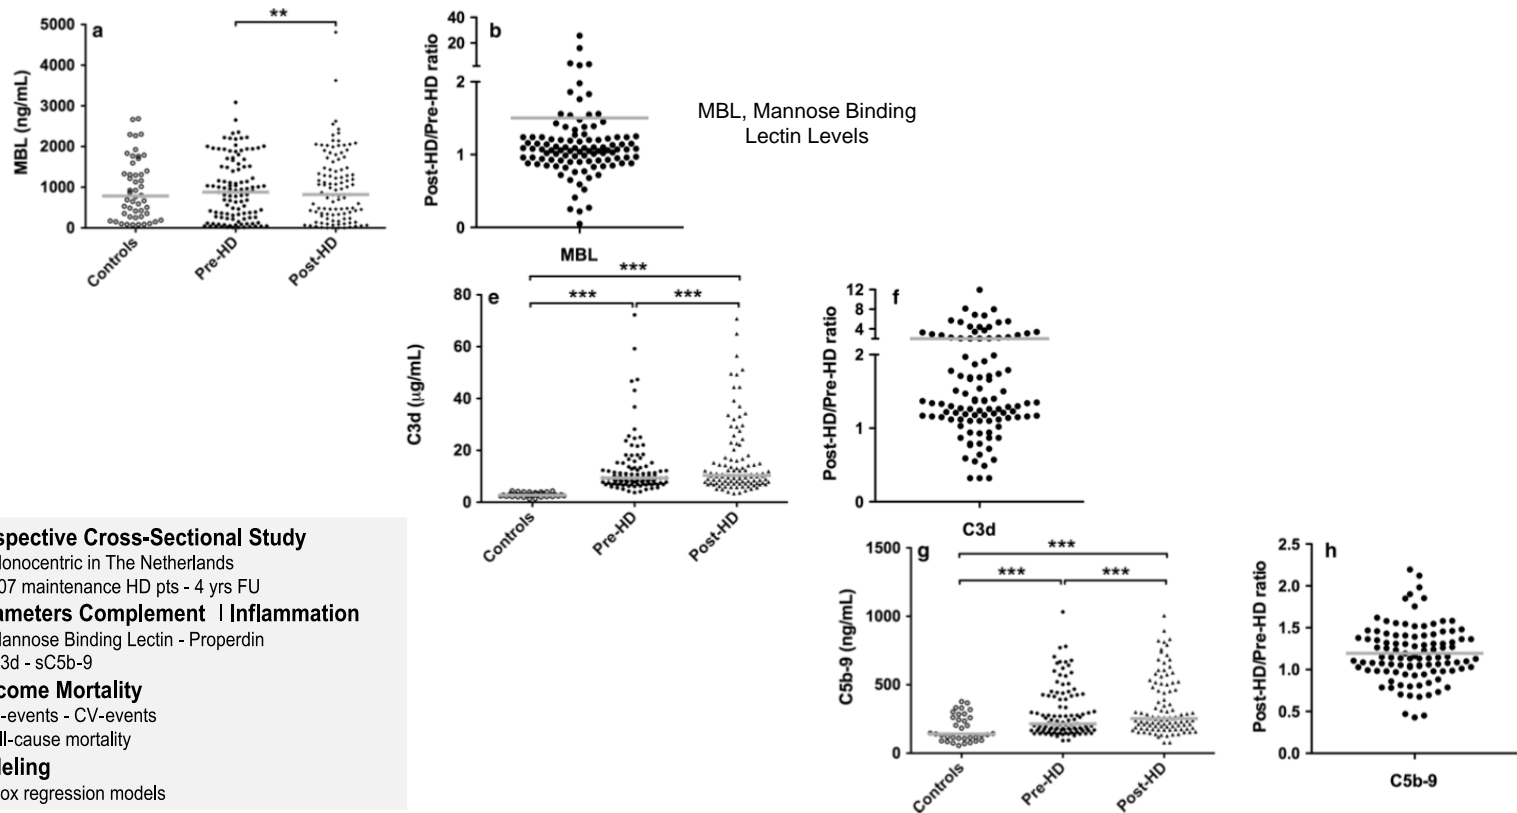 a
**
MBL (ng/mL)
5000
4000
3000
2000
1000
0
Controls
Pre-HD
Post-HD
b
Post-HD/Pre-HD ratio
40
20
2
1
0
MBL
MBL, Mannose Binding
Lectin Levels
e
***
***
***
C3d (µg/mL)
80
60
40
20
0
Controls
Pre-HD
Post-HD
f
Post-HD/Pre-HD ratio
12
8
4
2
1
0
C3d
g
***
***
***
C5b-9 (ng/mL)
1500
1000
500
0
Controls
Pre-HD
Post-HD
h
Post-HD/Pre-HD ratio
2.5
2.0
1.5
1.0
0.5
0.0
C5b-9
spective Cross-Sectional Study
onocentric in The Netherlands
07 maintenance HD pts - 4 yrs FU
ameters Complement I Inflammation
annose Binding Lectin - Properdin
3d - sC5b-9
come Mortality
-events - CV-events
ll-cause mortality
eling
ox regression models